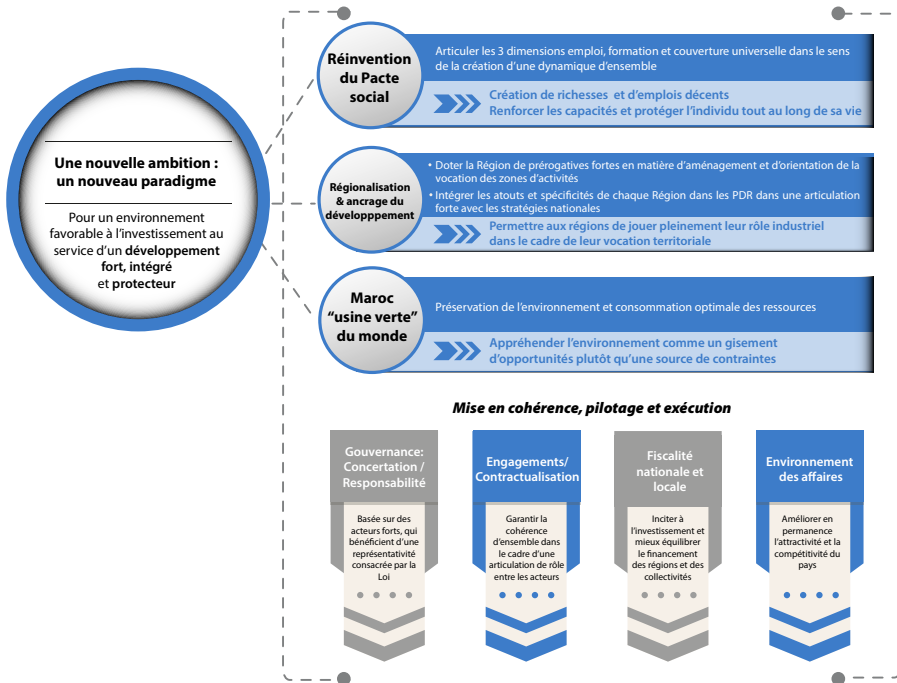 Une nouvelle ambition :
un nouveau paradigme
Pour un environnement
favorable à l’investissement au
service d’un développement
fort, intégré
et protecteur
Réinvention
du Pacte
social
Articuler les 3 dimensions emploi, formation et couverture universelle dans le sens
de la création d’une dynamique d’ensemble
Création de richesses et d’emplois décents
Renforcer les capacités et protéger l’individu tout au long de sa vie
Régionalisation
& ancrage du
développpement
• Doter la Région de prérogatives fortes en matière d’aménagement et d’orientation de la
vocation des zones d’activités
• Intégrer les atouts et spécificités de chaque Région dans les PDR dans une articulation
forte avec les stratégies nationales
Permettre aux régions de jouer pleinement leur rôle industriel
dans le cadre de leur vocation territoriale
Maroc
“usine verte”
du monde
Préservation de l’environnement et consommation optimale des ressources
Appréhender l’environnement comme un gisement
d’opportunités plutôt qu’une source de contraintes
Mise en cohérence, pilotage et exécution
Gouvernance:
Concertation /
Responsabilité
Basée sur des
acteurs forts, qui
bénéficient d’une
représentativité
consacrée par la
Loi
Engagements/
Contractualisation
Garantir la
cohérence
d’ensemble dans
le cadre d’une
articulation de rôle
entre les acteurs
Fiscalité
nationale et
locale
Inciter à
l’investissement et
mieux équilibrer
le financement
des régions et des
collectivités
Environnement
des affaires
Améliorer en
permanence
l’attractivité et la
compétitivité du
pays